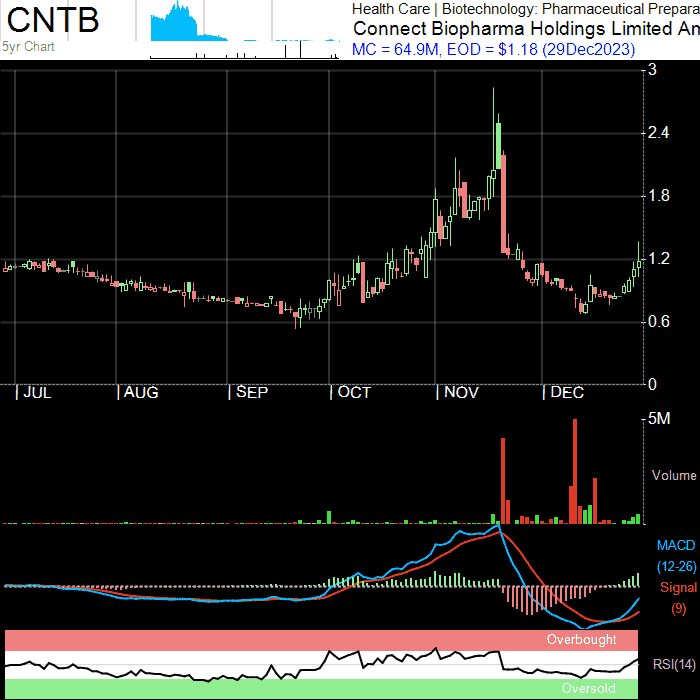 CNTB
5yr Chart
Health Care | Biotechnology: Pharmaceutical Prepara
Connect Biopharma Holdings Limited An
MC = 64.9M, EOD = $1.18 (29Dec2023)
3
2.4
1.8
1.2
0.6
0
JUL AUG SEP OCT NOV DEC
5M
Volume
MACD
(12-26)
Signal
(9)
Overbought
RSI(14)
Oversold